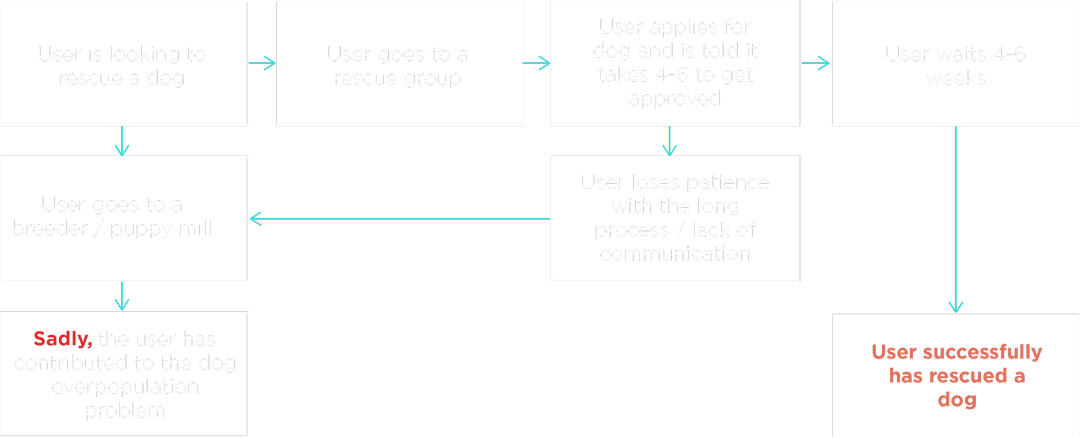 User is looking to
rescue a dog
User goes to a
rescue group
User applies for
dog and is told it
takes 4-6 to get
approved
User waits 4-6
weeks
User goes to a
breeder / puppy mill
User loses patience
with the long
process / lack of
communication
Sadly, the user has
contributed to the dog
overpopulation
problem
User successfully
has rescued a
dog